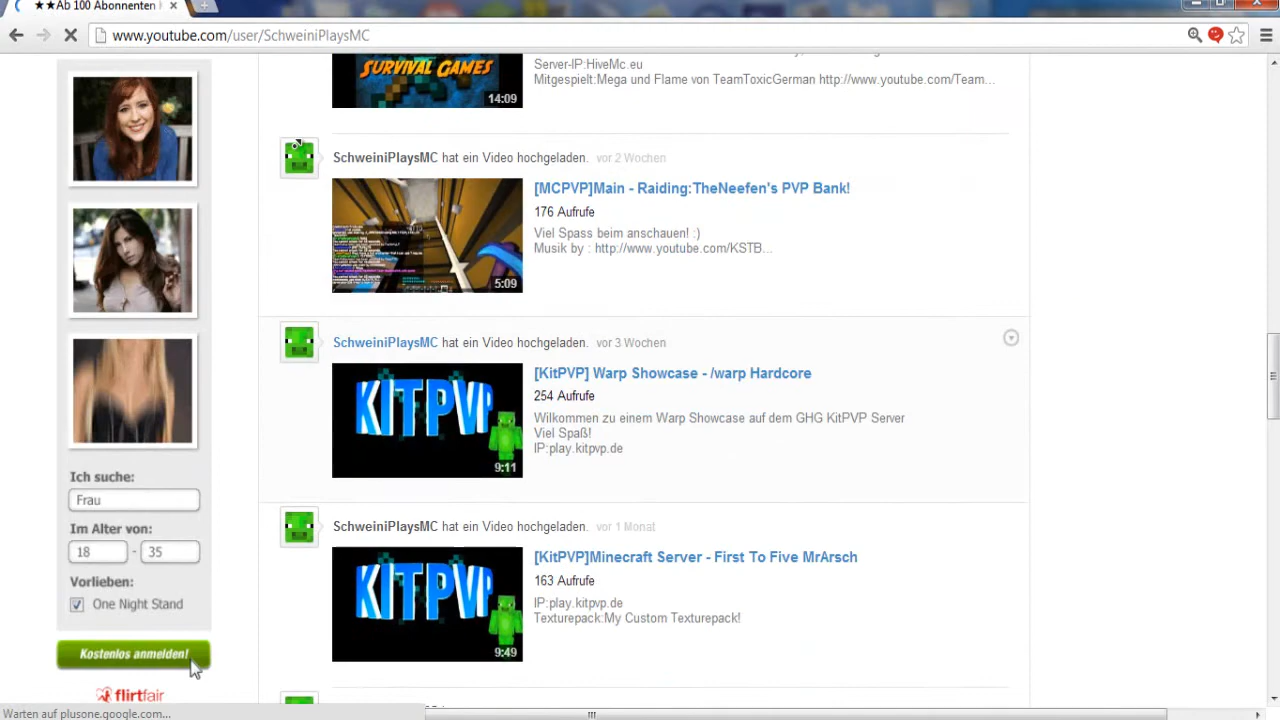 ★★Ab 100 Abonnenten
www.youtube.com/user/SchweiniPlaysMC
SURVIVAL GAMES
14:09
Server-IP:HiveMc.eu
Mitgespielt:Mega und Flame von TeamToxicGerman http://www.youtube.com/Team...
SchweiniPlaysMC hat ein Video hochgeladen. vor 2 Wochen
[MCPVP]Main - Raiding:TheNeefen's PVP Bank!
176 Aufrufe
Viel Spass beim anschauen! :)
Musik by : http://www.youtube.com/KSTB...
5:09
SchweiniPlaysMC hat ein Video hochgeladen. vor 3 Wochen
[KitPVP] Warp Showcase - /warp Hardcore
254 Aufrufe
Wilkommen zu einem Warp Showcase auf dem GHG KitPVP Server
Viel Spaß!
IP:play.kitpvp.de
KITPVP
9:11
SchweiniPlaysMC hat ein Video hochgeladen. vor 1 Monat
[KitPVP]Minecraft Server - First To Five MrArsch
163 Aufrufe
IP:play.kitpvp.de
Texturepack:My Custom Texturepack!
KITPVP
9:49
Ich suche:
Frau
Im Alter von:
18 - 35
Vorlieben:
One Night Stand
Kostenlos anmelden!
flirtfair
Warten auf plusone.google.com...